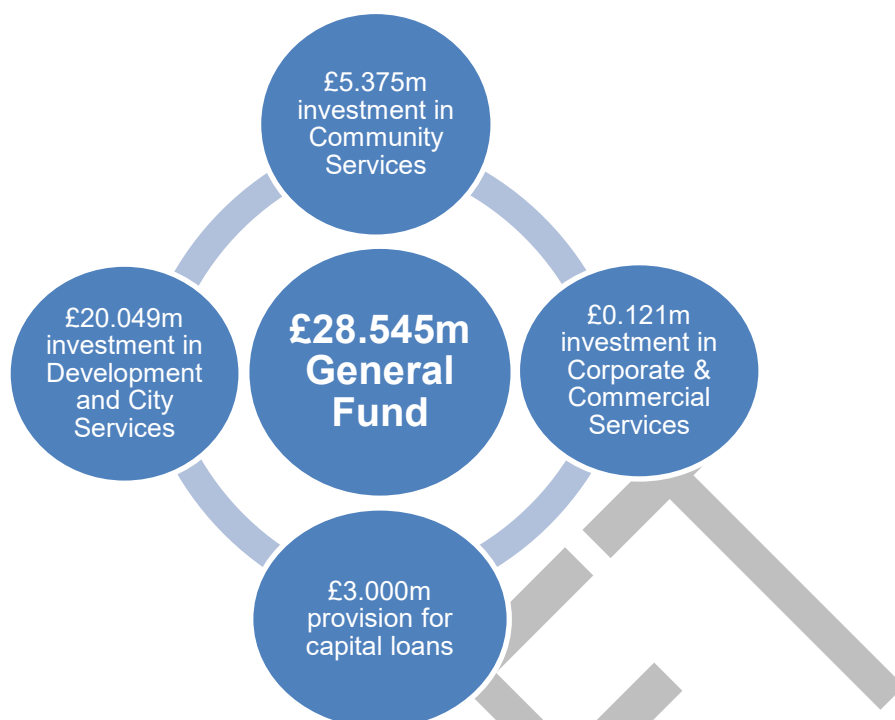 £5.375m
investment in
Community
Services
£20.049m
investment in
Development
and City
Services
£28.545m
General
Fund
£0.121m
investment in
Corporate &
Commercial
Services
£3.000m
provision for
capital loans